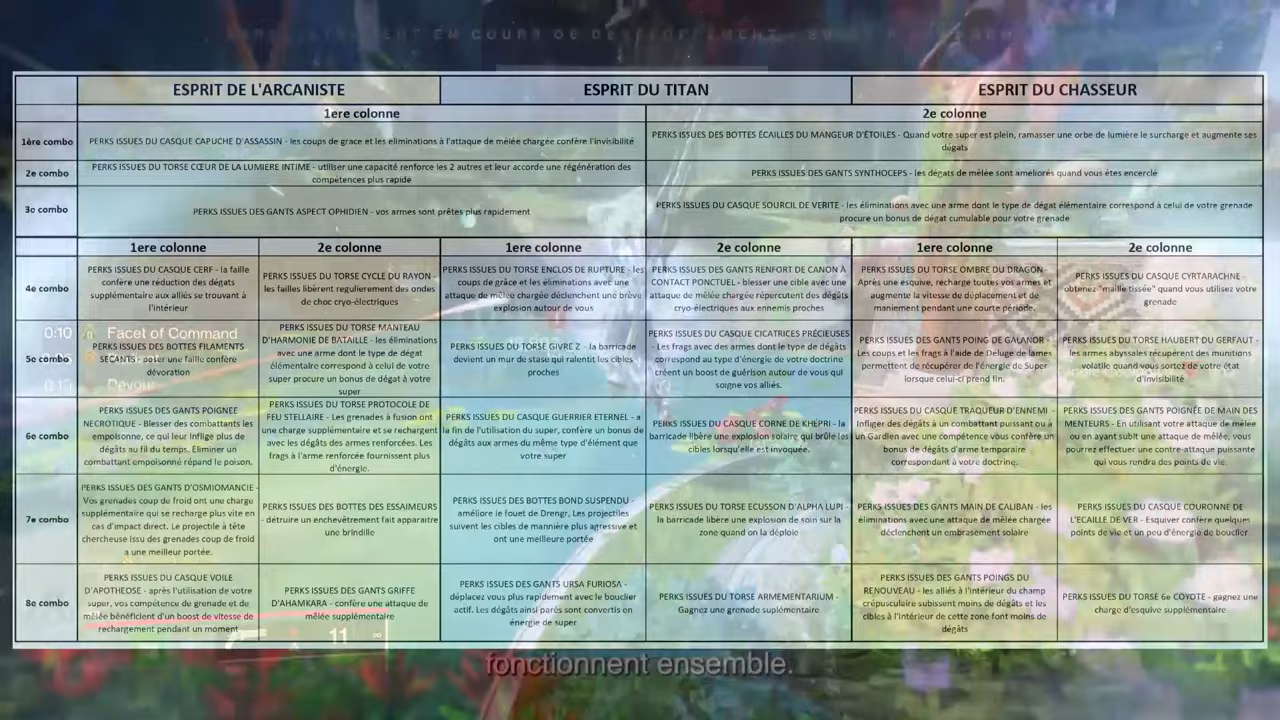 ESPRIT DE L'ARCANISTE
ESPRIT DU TITAN
ESPRIT DU CHASSEUR
1ere colonne
2e colonne
1ère combo
PERKS ISSUES DU CASQUE CAPUCHE D'ASSASSIN - les coups de grace et les eliminations à l'attaque de mêlée chargée confère l'invisibilité
PERKS ISSUES DES BOTTES ÉCAILLES DU MANGEUR D'ÉTOILES - Quand votre super est plein, ramasser une orbe de lumière le surcharge et augmente ses
dégats
2e combo
PERKS ISSUES DU TORSE CŒUR DE LA LUMIERE INTIME - utiliser une capacité renforce les 2 autres et leur accorde une régénération des
compétences plus rapide
PERKS ISSUES DES GANTS SYNTHOCEPS - les dégats de mêlée sont améliorés quand vous êtes encerclé
3e combo
PERKS ISSUES DES GANTS ASPECT OPHIDIEN - vos armes sont prêtes plus rapidement
PERKS ISSUES DU CASQUE SOURCIL DE VERITE - les éliminations avec une arme dont le type de dégat élémentaire correspond à celui de votre grenade
procure un bonus de dégat cumulable pour votre grenade
1ere colonne
2e colonne
1ere colonne
2e colonne
1ere colonne
2e colonne
4e combo
PERKS ISSUES DU CASQUE CERF - la faille
confère une réduction des dégats
supplémentaire aux alliés se trouvant à
l'intérieur
PERKS ISSUES DU TORSE CYCLE DU RAYON -
les failles libèrent regulierement des ondes
de choc cryo-électriques
PERKS ISSUES DU TORSE ENCLOS DE RUPTURE - les
coups de grâce et les éliminations avec une
attaque de mêlée chargée déclenchent une brève
explosion autour de vous
PERKS ISSUES DES GANTS RENFORT DE CANON À
CONTACT PONCTUEL - blesser une cible avec une
attaque de mêlée chargée répercutent des dégâts
cryo-électriques aux ennemis proches
PERKS ISSUES DU TORSE OMBRE DU DRAGON -
Après une esquive, recharge toutes vos armes et
augmente la vitesse de déplacement et de
maniement pendant une courte période.
PERKS ISSUES DU CASQUE CYRTARACHNE -
obtenez "maille tissée" quand vous utilisez votre
grenade
0:10 Facet of Command
5e combo
PERKS ISSUES DES BOTTES FILAMENTS
SÉCANTS - poser une faille confère
dévoration
Devour
PERKS ISSUES DU TORSE MANTEAU
D'HARMONIE DE BATAILLE - les éliminations
avec une arme dont le type de dégat
élémentaire correspond à celui de votre
super procure un bonus de dégat à votre
super
PERKS ISSUES DU TORSE GIVRE Z - la barricade
devient un mur de stase qui ralentit les cibles
proches
PERKS ISSUES DU CASQUE CICATRICES PRÉCIEUSES
- Les frags avec des armes dont le type de dégâts
correspond au type d'énergie de votre doctrine
créent un boost de guérison autour de vous qui
soigne vos alliés.
PERKS ISSUES DES GANTS POING DE GALANOR -
Les coups et les frags à l'aide de Déluge de lames
permettent de récupérer de l'énergie de Super
lorsque celui-ci prend fin.
PERKS ISSUES DU TORSE HAUBERT DU GERFAUT -
les armes abyssales récupèrent des munitions
volatile quand vous sortez de votre état
d'invisibilité
6e combo
PERKS ISSUES DES GANTS POIGNEE
NECROTIQUE - Blesser des combattants les
empoisonne, ce qui leur inflige plus de
dégâts au fil du temps. Éliminer un
combattant empoisonné répand le poison.
PERKS ISSUES DU TORSE PROTOCOLE DE
FEU STELLAIRE - Les grenades à fusion ont
une charge supplémentaire et se rechargent
avec les dégâts des armes renforcées. Les
frags à l'arme renforcée fournissent plus
d'énergie.
PERKS ISSUES DU CASQUE GUERRIER ETERNEL - a
la fin de l'utilisation du super, confère un bonus de
dégâts aux armes du même type d'élément que
votre super
PERKS ISSUES DU CASQUE CORNE DE KHÉPRI - la
barricade libère une explosion solaire qui brûle les
cibles lorsqu'elle est invoquée.
PERKS ISSUES DU CASQUE TRAQUEUR D'ENNEMI -
Infliger des dégâts à un combattant puissant ou à
un Gardien avec une compétence vous confère un
bonus de dégâts d'arme temporaire
correspondant à votre doctrine.
PERKS ISSUES DES GANTS POIGNÉE DE MAIN DES
MENTEURS - En utilisant votre attaque de mêlée
ou en ayant subit une attaque de mêlée, vous
pourrez effectuer une contre-attaque puissante
qui vous rendra des points de vie.
7e combo
PERKS ISSUES DES GANTS D'OSMIOMANCIE -
Vos grenades coup de froid ont une charge
supplémentaire qui se recharge plus vite en
cas d'impact direct. Le projectile à tête
chercheuse issu des grenades coup de froid
a une meilleur portée.
PERKS ISSUES DES BOTTES DES ESSAIMEURS
- détruire un enchevêtrement fait apparaitre
une brindille
PERKS ISSUES DES BOTTES BOND SUSPENDU -
améliore le fouet de Drengr, Les projectiles
suivent les cibles de mannière plus agressive et
ont une meilleure portée
PERKS ISSUES DU TORSE ECUSSON D'ALPHA LUPI -
la barricade libère une explosion de soin sur la
zone quand on la déploie
PERKS ISSUES DES GANTS MAIN DE CALIBAN - les
éliminations avec une attaque de mêlée chargée
déclenchent un embrasement solaire
PERKS ISSUES DU CASQUE COURONNE DE
L'ECAILLE DE VER - Esquiver confère quelques
points de vie et un peu d'énergie de bouclier
8e combo
PERKS ISSUES DU CASQUE VOILE
D'APOTHEOSE - après l'utilisation de votre
super, vos compétence de grenade et de
mêlée bénéficient d'un boost de vitesse de
rechargement pendant un moment
PERKS ISSUES DES GANTS GRIFFE
D'AHAMKARA - confère une attaque de
mêlée supplémentaire
PERKS ISSUES DES GANTS URSA FURIOSA -
déplacez vous plus rapidement avec le bouclier
actif. Les dégâts ainsi parés sont convertis en
énergie de super
PERKS ISSUES DU TORSE ARMEMENTARIUM -
Gagnez une grenade suplémentaire
PERKS ISSUES DES GANTS POINGS DU
RENOUVEAU - les alliés à l'intérieur du champ
crépusculaire subissent moins de dégâts et les
cibles à l'intérieur de cette zone font moins de
dégâts
PERKS ISSUES DU TORSE 6e COYOTE - gagnez une
charge d'esquive supplémentaire
11
fonctionnent ensemble.